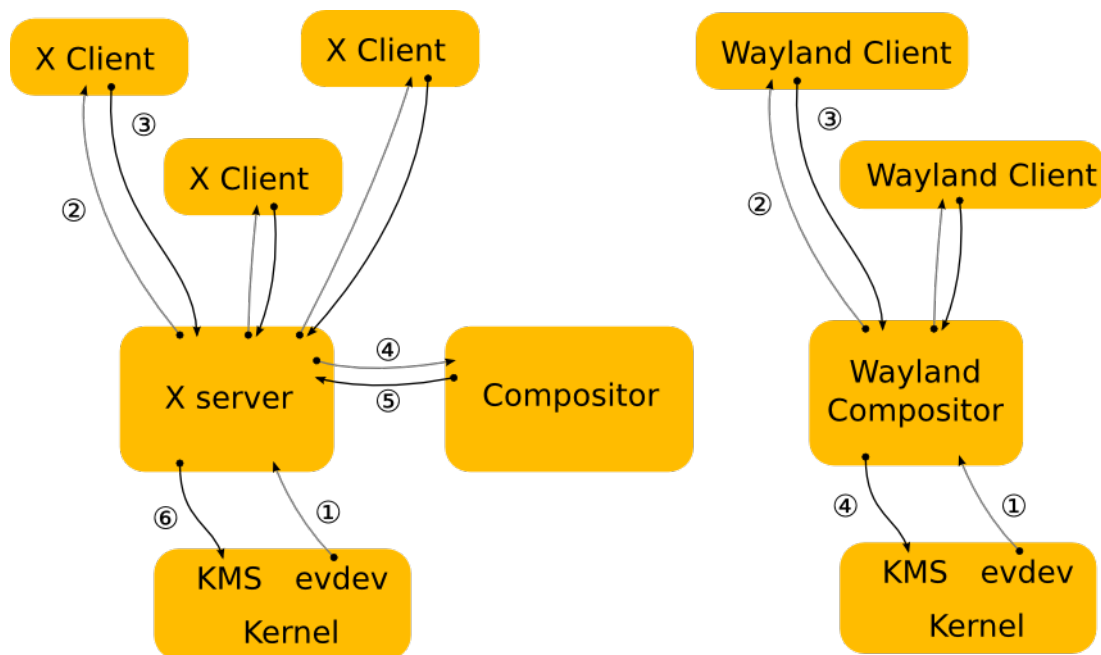 X Client
X Client
③
X Client
②
④
X server
⑤
Compositor
⑥
①
KMS evdev
Kernel
Wayland Client
③
Wayland Client
②
Wayland
Compositor
④
①
KMS evdev
Kernel